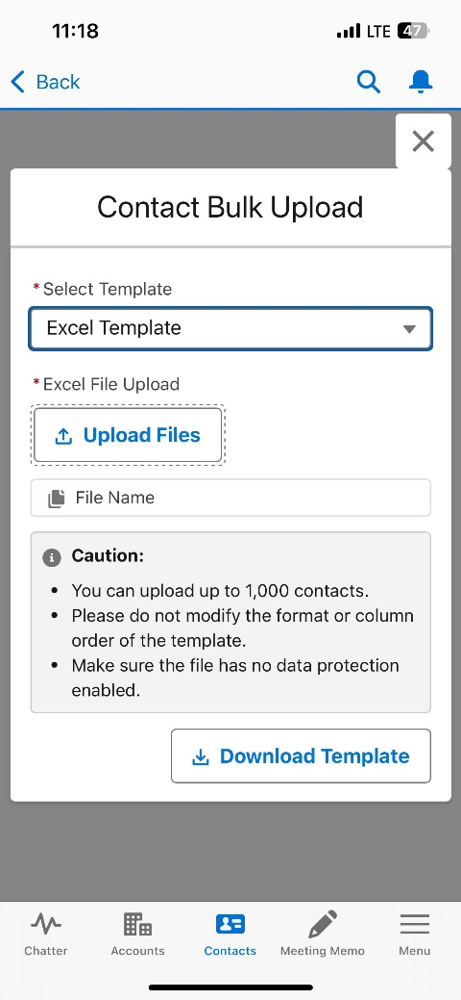 11:18
LTE 47
Back
Contact Bulk Upload
*Select Template
Excel Template
*Excel File Upload
Upload Files
File Name
Caution:
• You can upload up to 1,000 contacts.
• Please do not modify the format or column
order of the template.
• Make sure the file has no data protection
enabled.
Download Template
Chatter
Accounts
Contacts
Meeting Memo
Menu